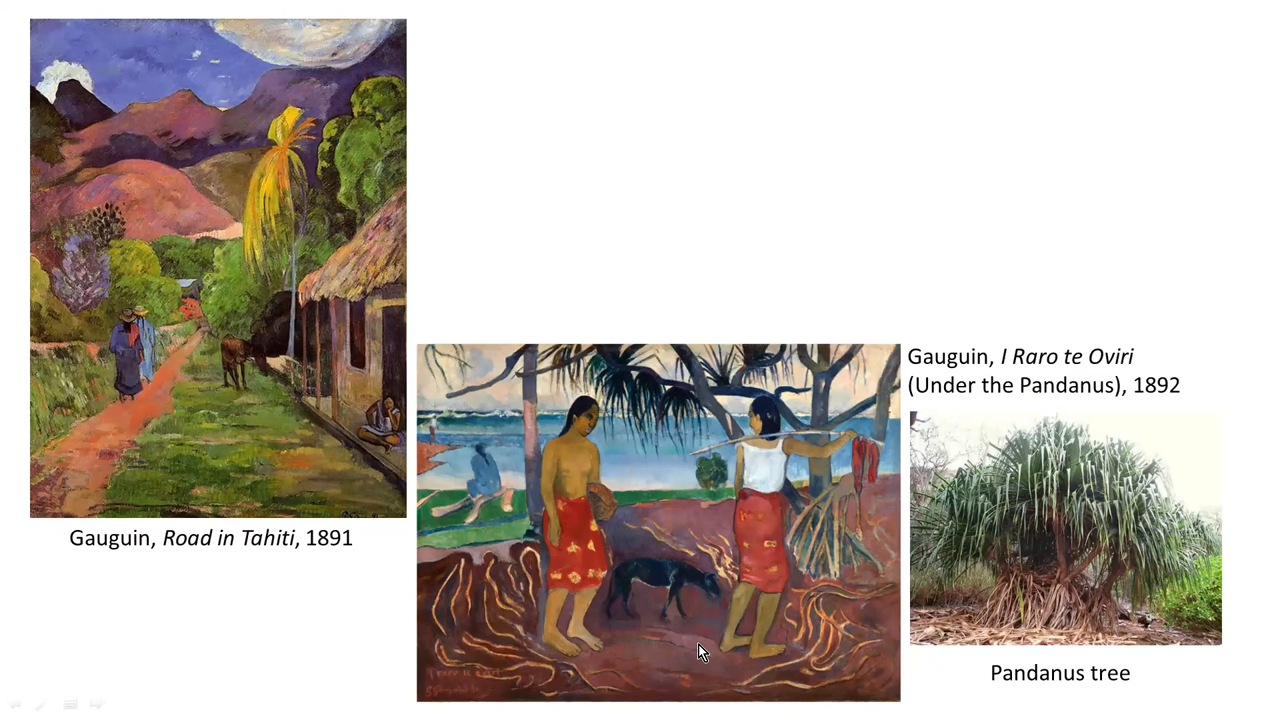 Gauguin, Road in Tahiti, 1891
Gauguin, I Raro te Oviri
(Under the Pandanus), 1892
Pandanus tree